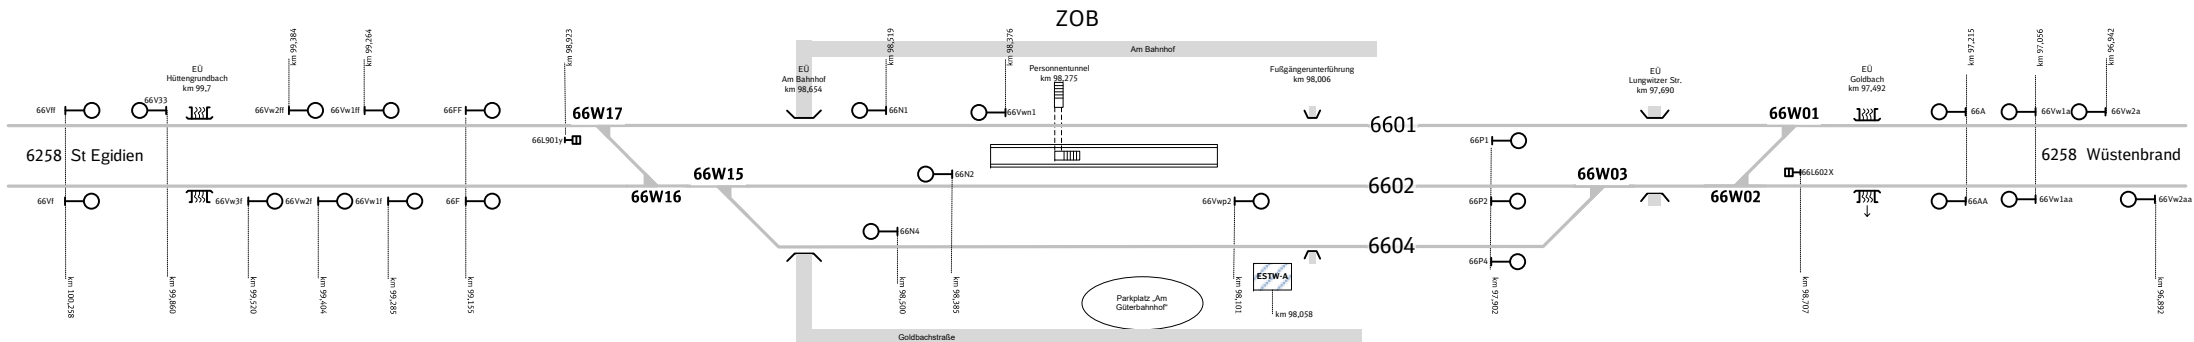 ZOB
Am Bahnhof
km 99,384
km 99,264
km 98,923
km 98,519
km 98,376
km 97,215
km 97,056
km 96,942
EÜ
Hüttengrundbach
km 99,7
EÜ
Am Bahnhof
km 98,654
Personnentunnel
km 98,275
Fußgängerunterführung
km 98,006
EÜ
Lungwitzer Str.
km 97,690
EÜ
Goldbach
km 97,492
66Vff
66V33
66Vw2ff
66Vw1ff
66FF
66W17
66N1
66Vwn1
66W01
66A
66Vw1a
66Vw2a
6601
66L901y
66P1
6258 St Egidien
6258 Wüstenbrand
66W15
66N2
66W03
66L602X
6602
66W16
66W02
66Vf
66Vw3f
66Vw2f
66Vw1f
66F
66Vwp2
66P2
66AA
66Vw1aa
66Vw2aa
66N4
6604
66P4
ESTW-A
km 100,258
km 99,860
km 99,520
km 99,404
km 99,285
km 99,155
km 98,500
km 98,385
km 98,101
km 98,058
km 97,902
km 98,707
km 96,892
Parkplatz „Am
Güterbahnhof"
Goldbachstraße